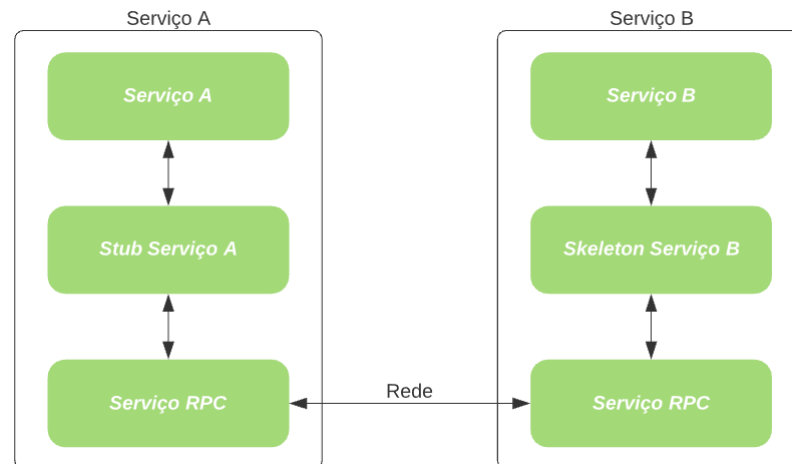 Serviço A
Serviço B
Serviço A
Serviço B
Stub Serviço A
Skeleton Serviço B
Serviço RPC
Rede
Serviço RPC